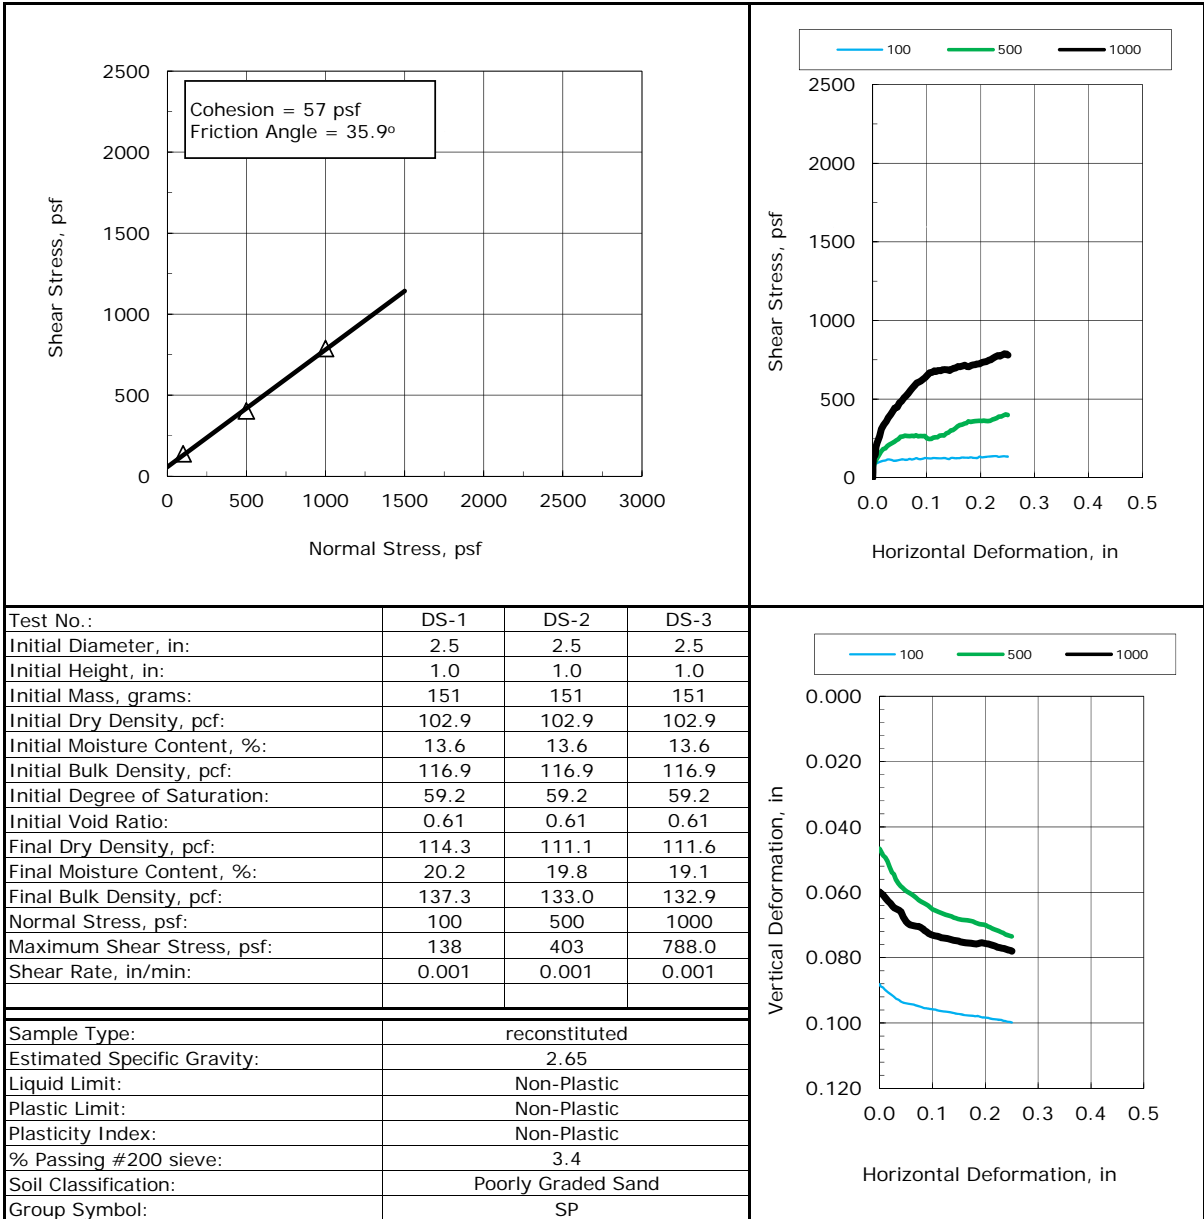 Cohesion = 57 psf
Friction Angle = 35.9o
Shear Stress, psf
2500
2000
1500
1000
500
0
0 500 1000 1500 2000 2500 3000
Normal Stress, psf
100 500 1000
Shear Stress, psf
2500
2000
1500
1000
500
0
0.0 0.1 0.2 0.3 0.4 0.5
Horizontal Deformation, in
Test No.: DS-1 DS-2 DS-3
Initial Diameter, in: 2.5 2.5 2.5
Initial Height, in: 1.0 1.0 1.0
Initial Mass, grams: 151 151 151
Initial Dry Density, pcf: 102.9 102.9 102.9
Initial Moisture Content, %: 13.6 13.6 13.6
Initial Bulk Density, pcf: 116.9 116.9 116.9
Initial Degree of Saturation: 59.2 59.2 59.2
Initial Void Ratio: 0.61 0.61 0.61
Final Dry Density, pcf: 114.3 111.1 111.6
Final Moisture Content, %: 20.2 19.8 19.1
Final Bulk Density, pcf: 137.3 133.0 132.9
Normal Stress, psf: 100 500 1000
Maximum Shear Stress, psf: 138 403 788.0
Shear Rate, in/min: 0.001 0.001 0.001
Sample Type: reconstituted
Estimated Specific Gravity: 2.65
Liquid Limit: Non-Plastic
Plastic Limit: Non-Plastic
Plasticity Index: Non-Plastic
% Passing #200 sieve: 3.4
Soil Classification: Poorly Graded Sand
Group Symbol: SP
100 500 1000
Vertical Deformation, in
0.000
0.020
0.040
0.060
0.080
0.100
0.120
0.0 0.1 0.2 0.3 0.4 0.5
Horizontal Deformation, in